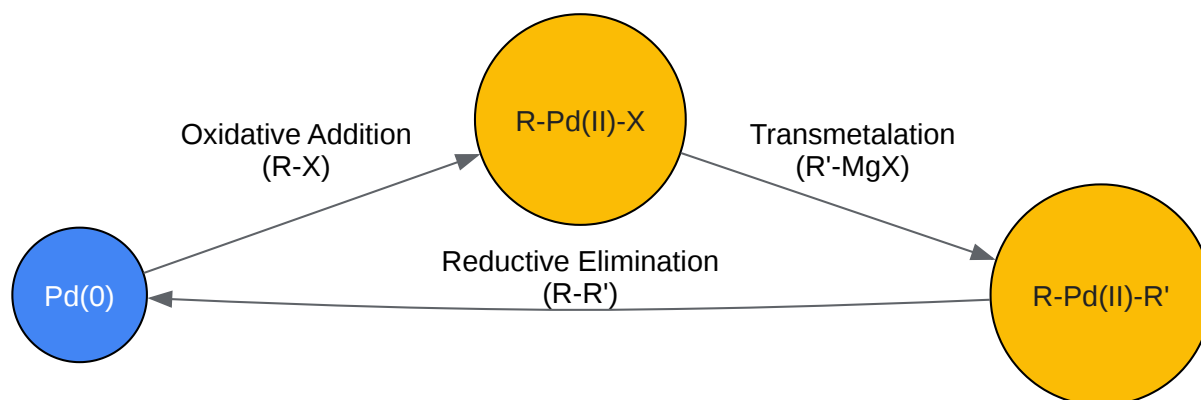 R-Pd(II)-X
Oxidative Addition
(R-X)
Transmetalation
(R'-MgX)
Reductive Elimination
(R-R')
Pd(0)
R-Pd(II)-R'